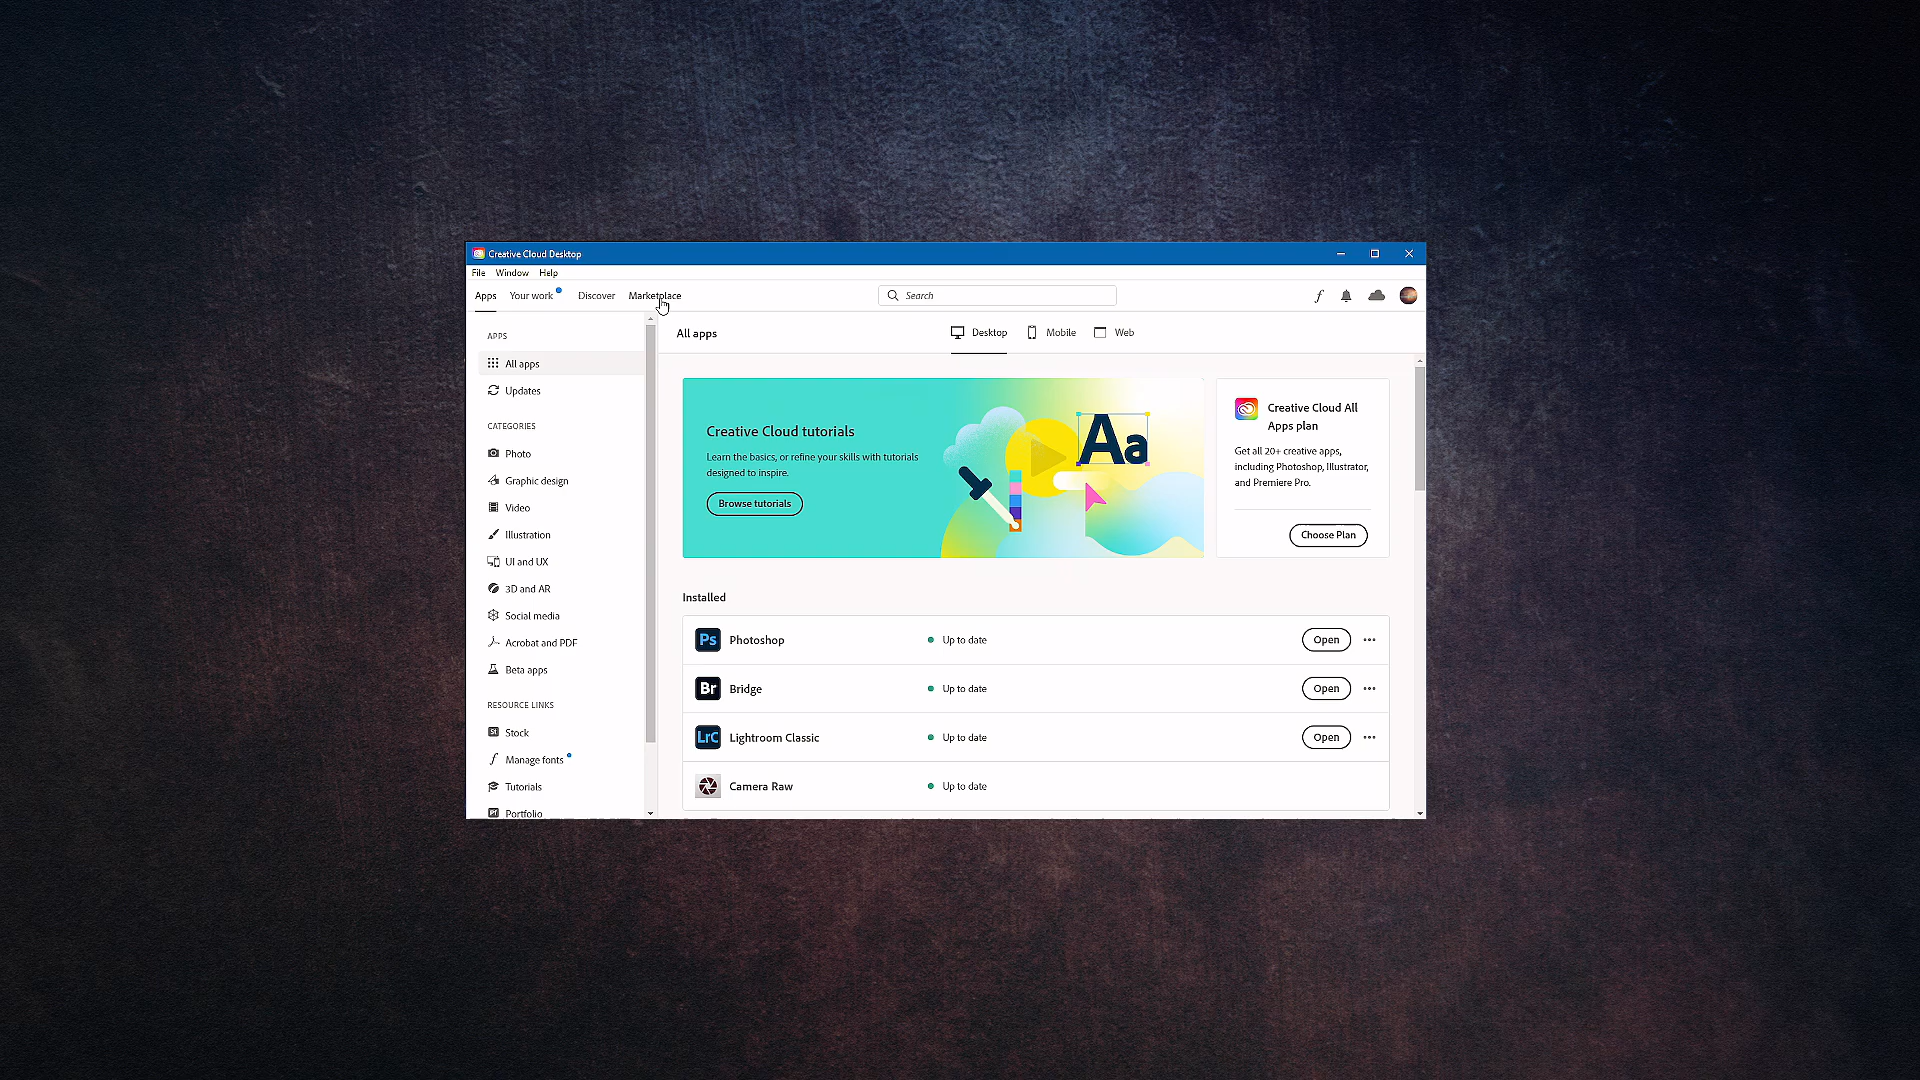 Creative Cloud Desktop
File Window Help
Apps Your work Discover Marketplace Search
APPS
All apps
Updates
CATEGORIES
Photo
Graphic design
Video
Illustration
UI and UX
3D and AR
Social media
Acrobat and PDF
Beta apps
RESOURCE LINKS
Stock
Manage fonts
Tutorials
Portfolio
All apps Desktop Mobile Web
Creative Cloud tutorials
Learn the basics, or refine your skills with tutorials
designed to inspire.
Browse tutorials
Aa
Creative Cloud All
Apps plan
Get all 20+ creative apps,
including Photoshop, Illustrator,
and Premiere Pro.
Choose Plan
Installed
Ps Photoshop Up to date Open
Br Bridge Up to date Open
LrC Lightroom Classic Up to date Open
Camera Raw Up to date